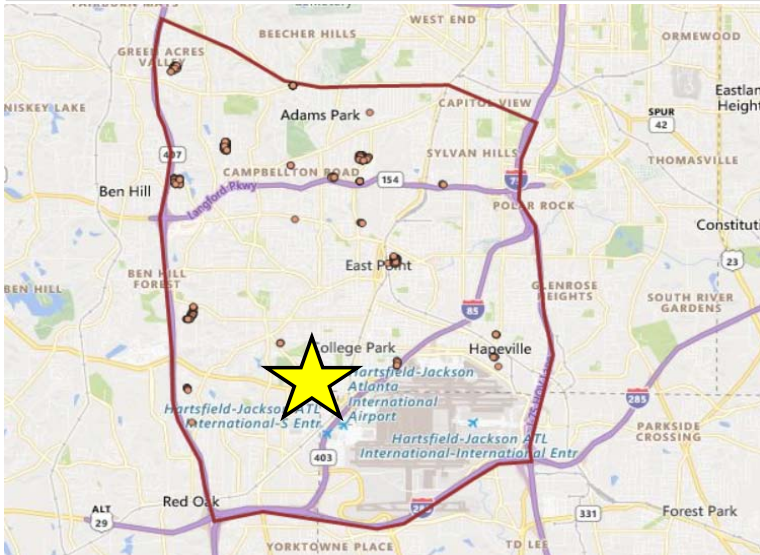 WEST END
BEECHER HILLS
ORMEWOOD
GREEN ACRES
VALLEY
Eastlan
Height
NISKEY LAKE
CAPITOL VIEW
Adams Park
SPUR
42
SYLVAN HILLS
THOMASVILLE
407
CAMPBELLTON ROAD
154
Ben Hill
Langford Pkwy
POLAR ROCK
Constituti
23
East Point
BEN HILL
FOREST
BEN HILL
GLENROSE
HEIGHTS
SOUTH RIVER
GARDENS
85
College Park
Hapeville
Hartsfield-Jackson
Atlanta
International
Airport
285
Hartsfield-Jackson ATL
International-S Entr
PARKSIDE
CROSSING
Hartsfield-Jackson ATL
International-International Entr
403
Red Oak
ALT
29
331
Forest Park
YORKTOWNE PLACE
TD LEE